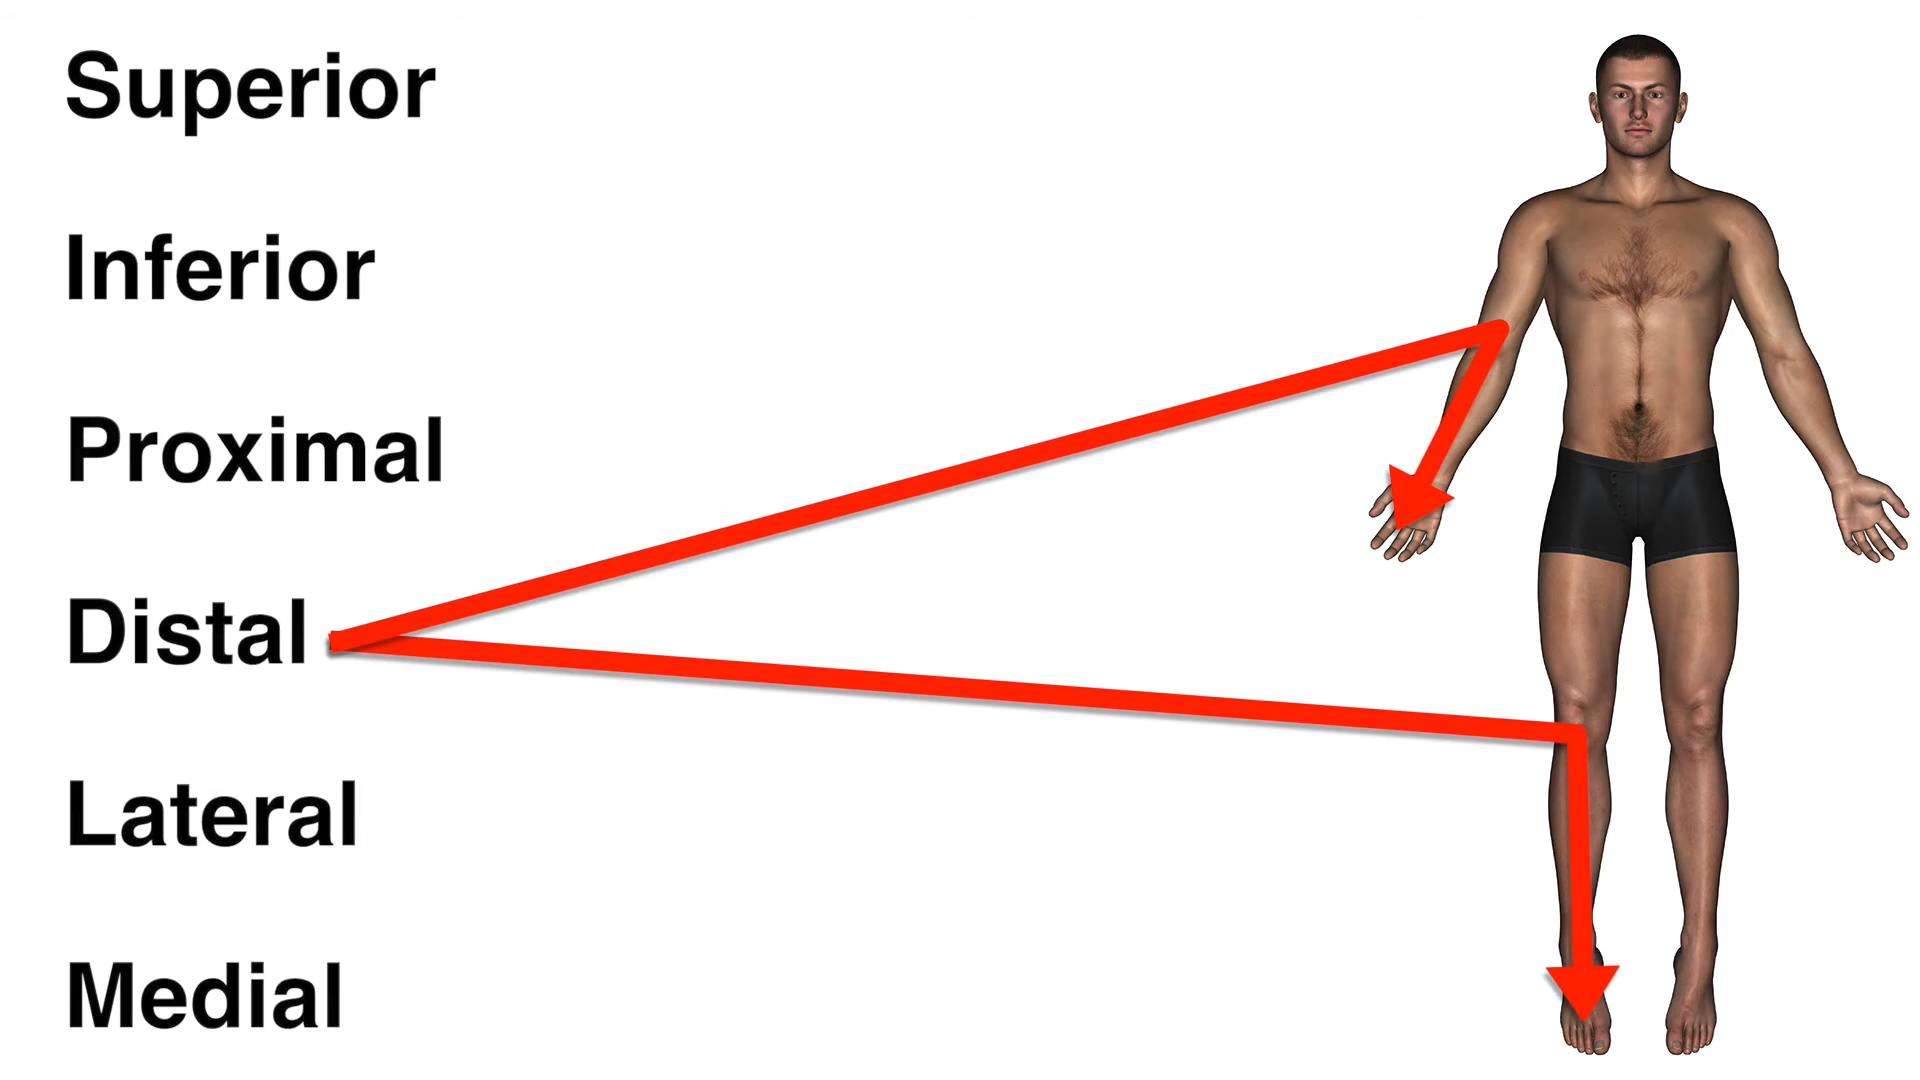 Superior
Inferior
Proximal
Distal
Lateral
Medial